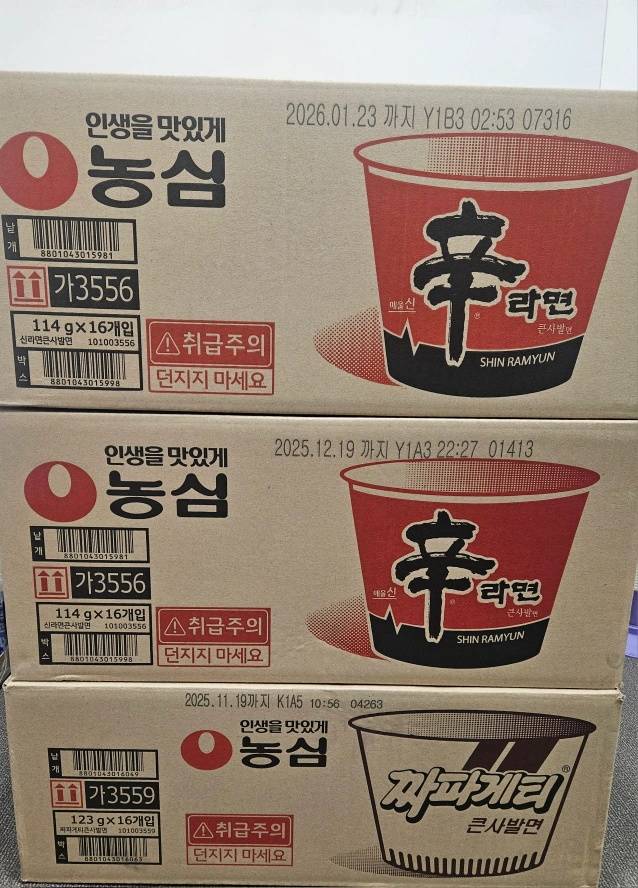 2026.01.23 까지 Y1B3 02:53 07316
인생을 맛있게
농심
낱개
8801043015981
가3556
114 g×16개입
신라면큰사발면 101003556
박스
8801043015998
취급주의
던지지 마세요
매울신
辛라면
큰사발면
SHIN RAMYUN
2025.12.19 까지 Y1A3 22:27 01413
인생을 맛있게
농심
낱개
8801043015981
가3556
114 g×16개입
신라면큰사발면 101003556
박스
8801043015998
취급주의
던지지 마세요
매울신
辛라면
큰사발면
SHIN RAMYUN
2025.11.19까지 K1A5 10:56 04263
인생을 맛있게
농심
낱개
8801043016049
가3559
123 g×16개입
짜파게티큰사발면 101003559
박스
8801043016063
취급주의
던지지 마세요
짜파게티®
큰사발면